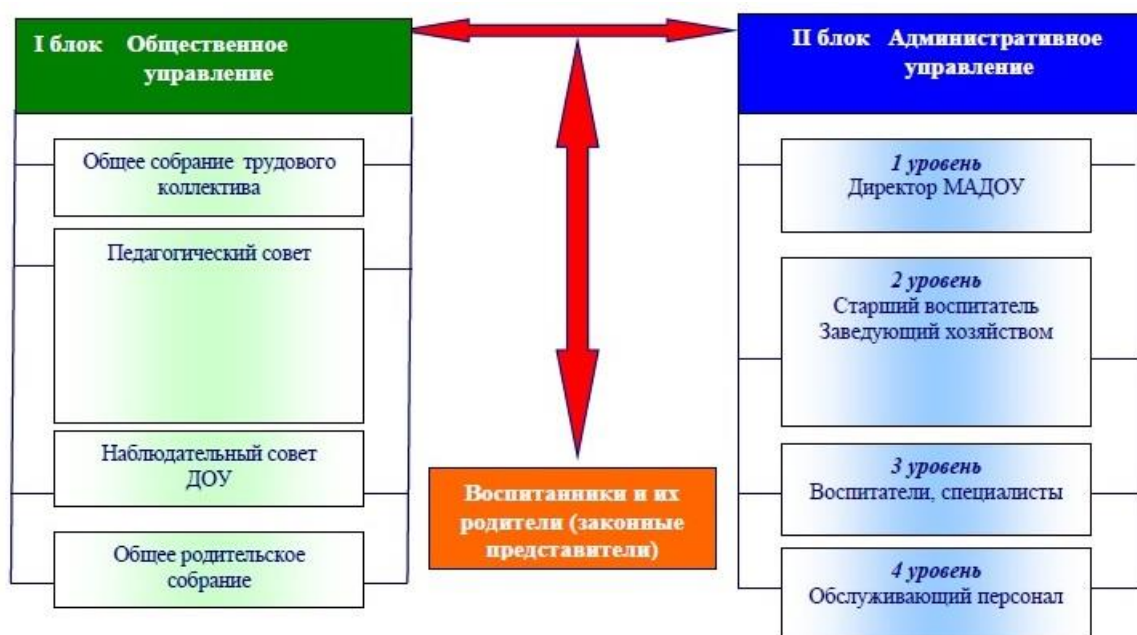 I блок Общественное
управление
Общее собрание трудового
коллектива
Педагогический совет
Наблюдательный совет
ДОУ
Общее родительское
собрание
Воспитанники и их
родители (законные
представители)
II блок Административное
управление
1 уровень
Директор МАДОУ
2 уровень
Старший воспитатель
Заведующий хозяйством
3 уровень
Воспитатели, специалисты
4 уровень
Обслуживающий персонал